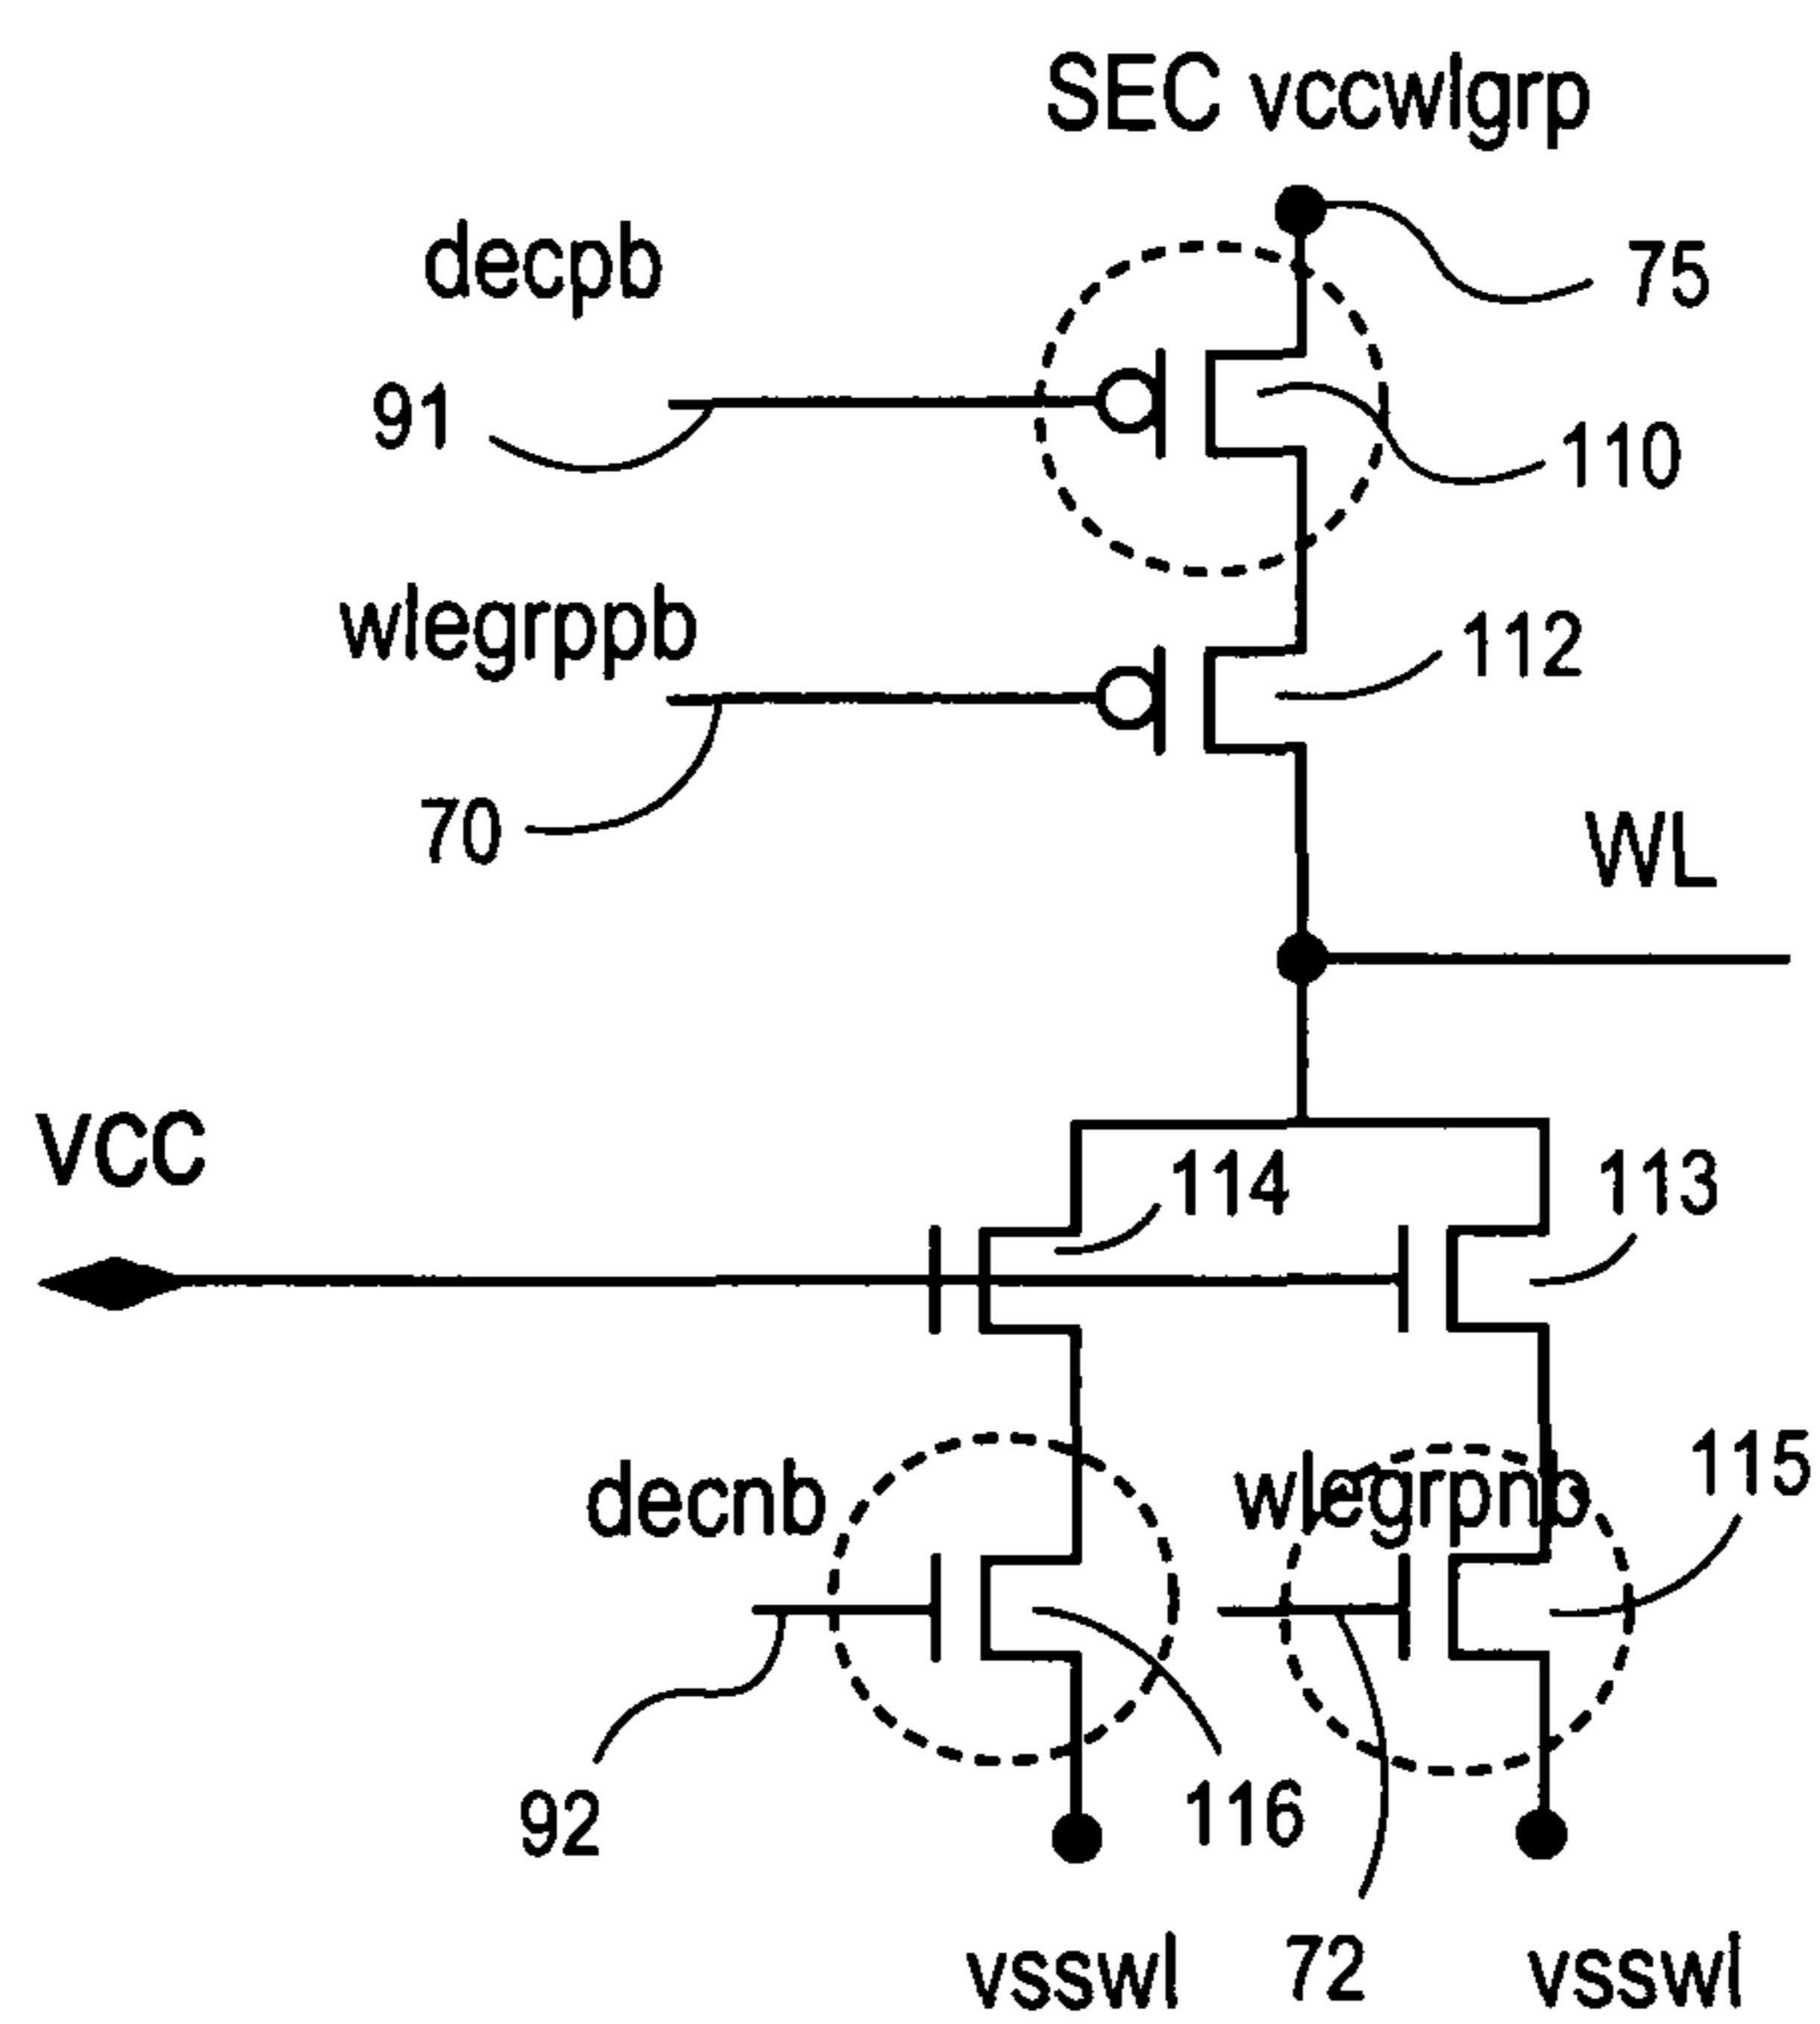 SEC vccwlgrp
decpb
75
91
110
wlegrppb
112
70
WL
VCC
114
113
decnb
wlegrpnb
115
92
116
vsswl
72
vsswl